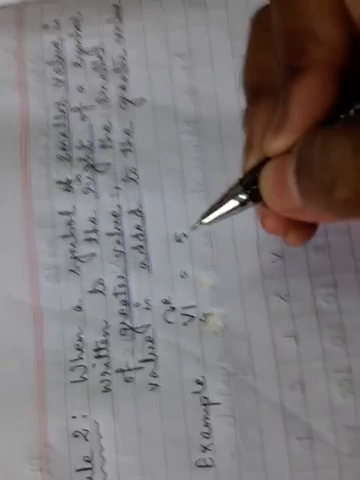 ule 2: When a symbol of smaller value is
written to the right of a symbol
of greater value, the smaller
value is added to the greater value
Example VI = 5